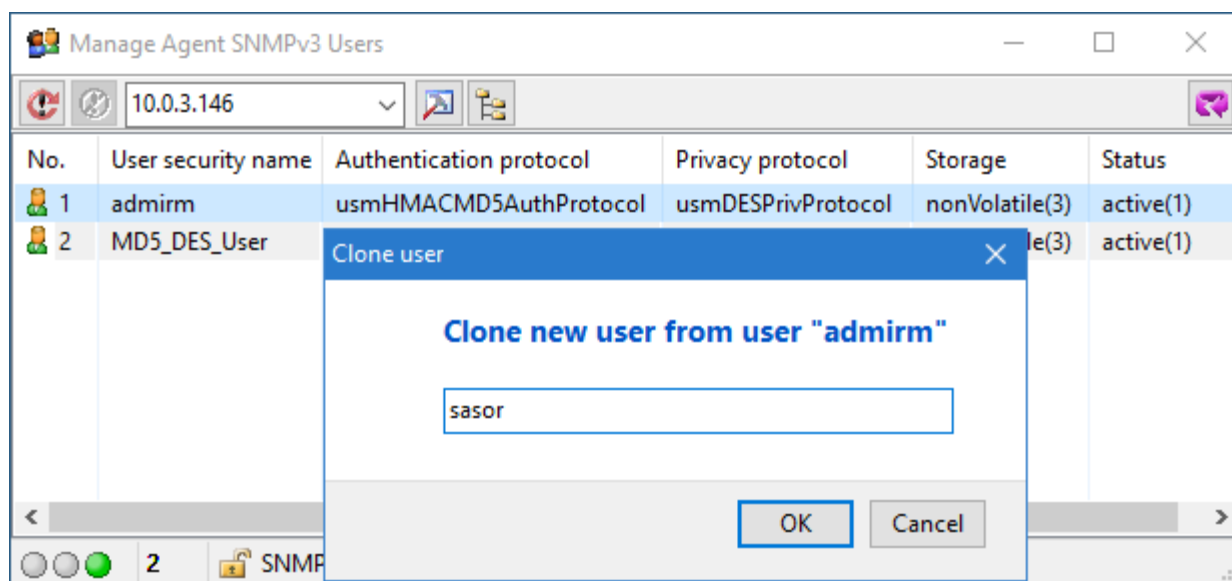 Manage Agent SNMPv3 Users
10.0.3.146
No. User security name Authentication protocol Privacy protocol Storage Status
1 admirm usmHMACMD5AuthProtocol usmDESPrivProtocol nonVolatile(3) active(1)
2 MD5_DES_User le(3) active(1)
Clone user
Clone new user from user "admirm"
sasor
OK Cancel
2 SNMP